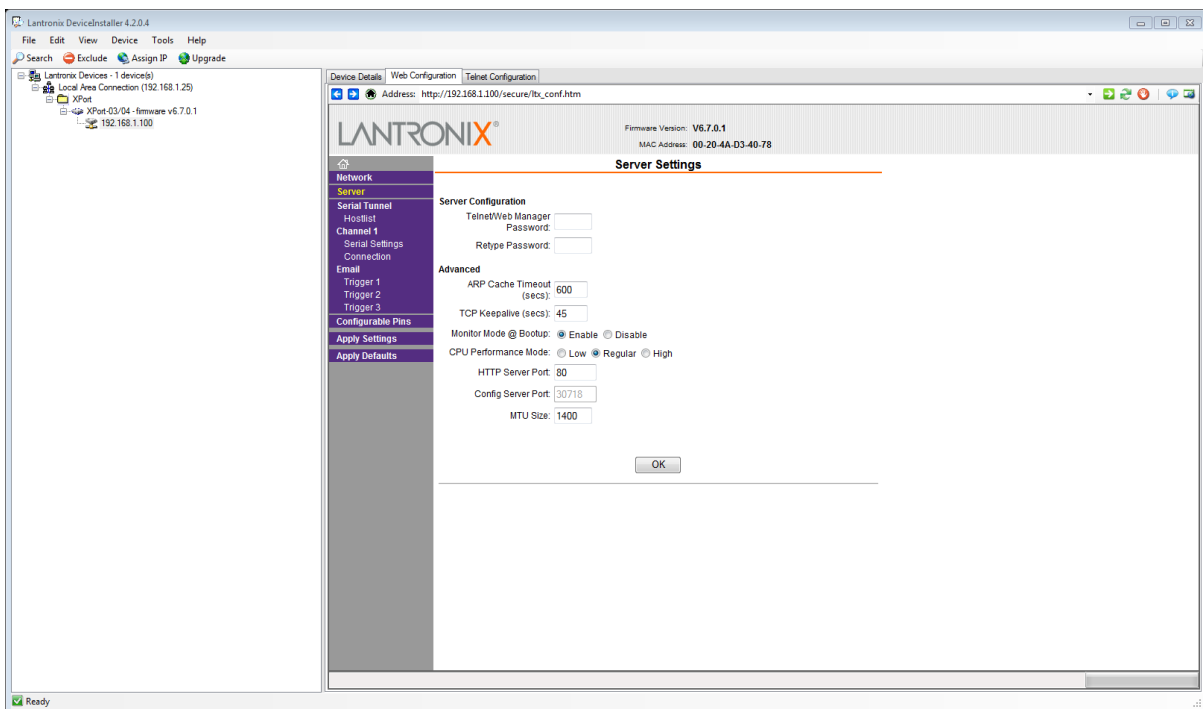 Lantronix DeviceInstaller 4.2.0.4
File Edit View Device Tools Help
Search Exclude Assign IP Upgrade
Lantronix Devices - 1 device(s)
Local Area Connection (192.168.1.25)
XPort
XPort-03/04 - firmware v6.7.0.1
192.168.1.100
Device Details Web Configuration Telnet Configuration
Address: http://192.168.1.100/secure/ltx_conf.htm
LANTRONIX®
Firmware Version: V6.7.0.1
MAC Address: 00-20-4A-D3-40-78
Network
Server
Serial Tunnel
Hostlist
Channel 1
Serial Settings
Connection
Email
Trigger 1
Trigger 2
Trigger 3
Configurable Pins
Apply Settings
Apply Defaults
Server Settings
Server Configuration
Telnet/Web Manager
Password:
Retype Password:
Advanced
ARP Cache Timeout
(secs): 600
TCP Keepalive (secs): 45
Monitor Mode @ Bootup: Enable Disable
CPU Performance Mode: Low Regular High
HTTP Server Port: 80
Config Server Port: 30718
MTU Size: 1400
OK
Ready